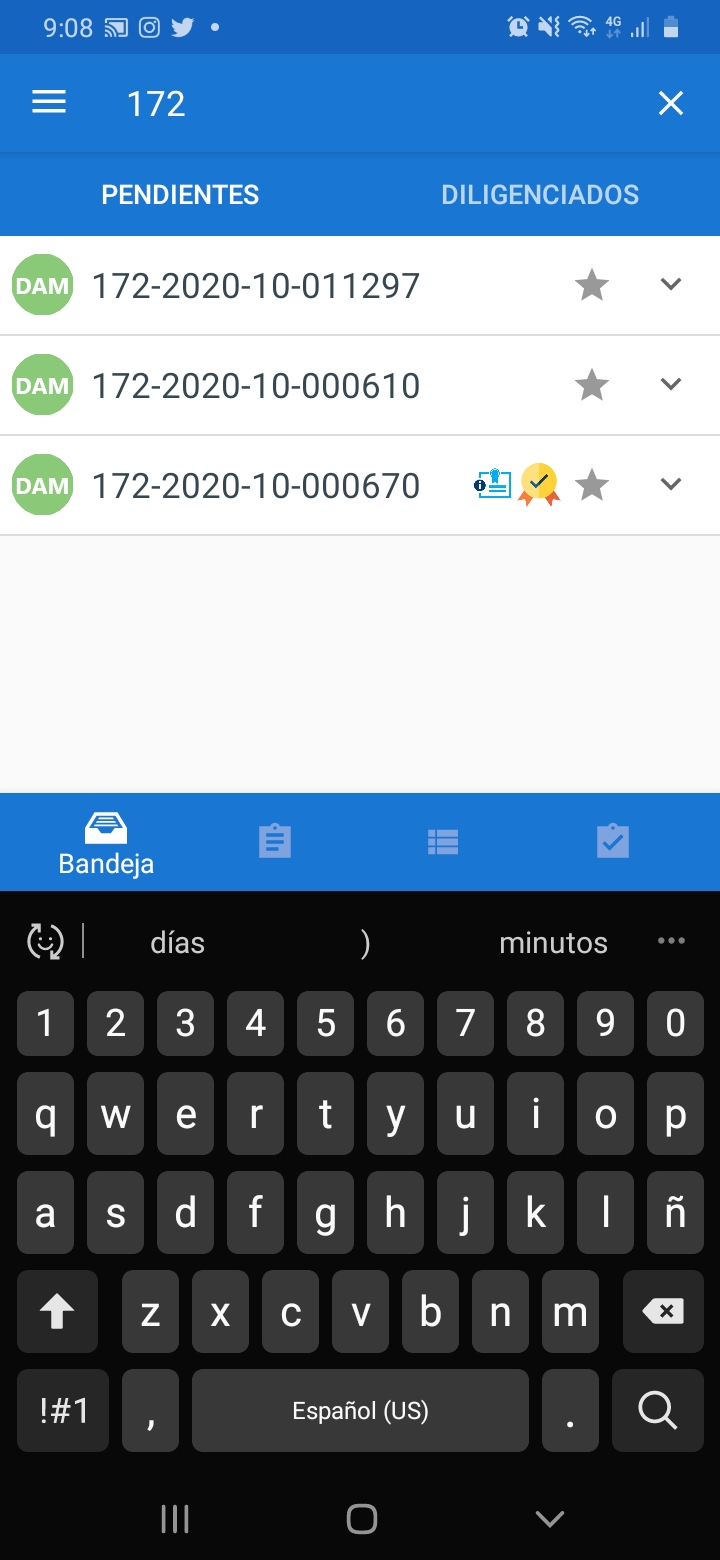 9:08 4G
172
PENDIENTES DILIGENCIADOS
DAM 172-2020-10-011297
DAM 172-2020-10-000610
DAM 172-2020-10-000670
Bandeja
días ) minutos
1 2 3 4 5 6 7 8 9 0
q w e r t y u i o p
a s d f g h j k l ñ
z x c v b n m
!#1 , Español (US) .